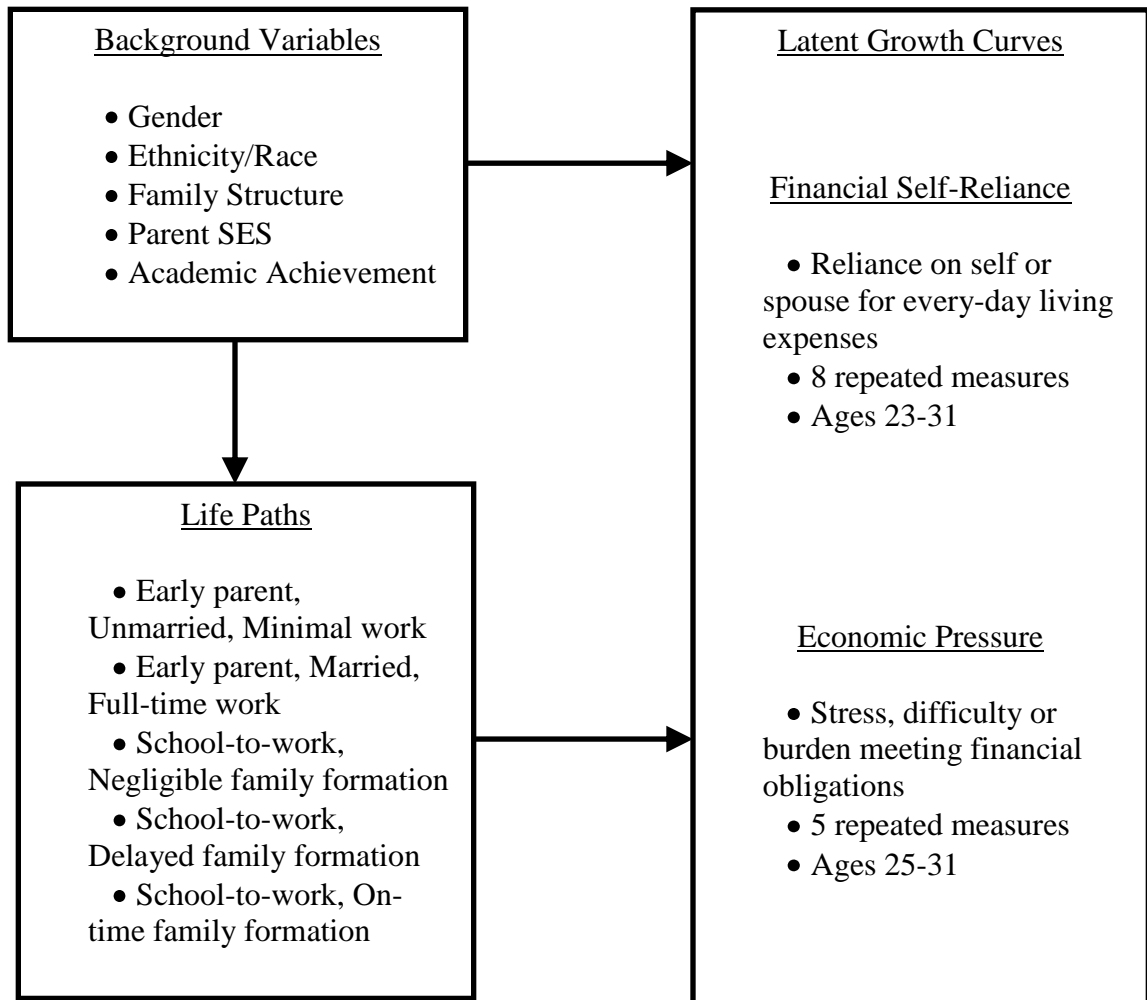 Background Variables
• Gender
• Ethnicity/Race
• Family Structure
• Parent SES
• Academic Achievement
Life Paths
• Early parent,
Unmarried, Minimal work
• Early parent, Married,
Full-time work
• School-to-work,
Negligible family formation
• School-to-work,
Delayed family formation
• School-to-work, On-
time family formation
Latent Growth Curves
Financial Self-Reliance
• Reliance on self or
spouse for every-day living
expenses
• 8 repeated measures
• Ages 23-31
Economic Pressure
• Stress, difficulty or
burden meeting financial
obligations
• 5 repeated measures
• Ages 25-31